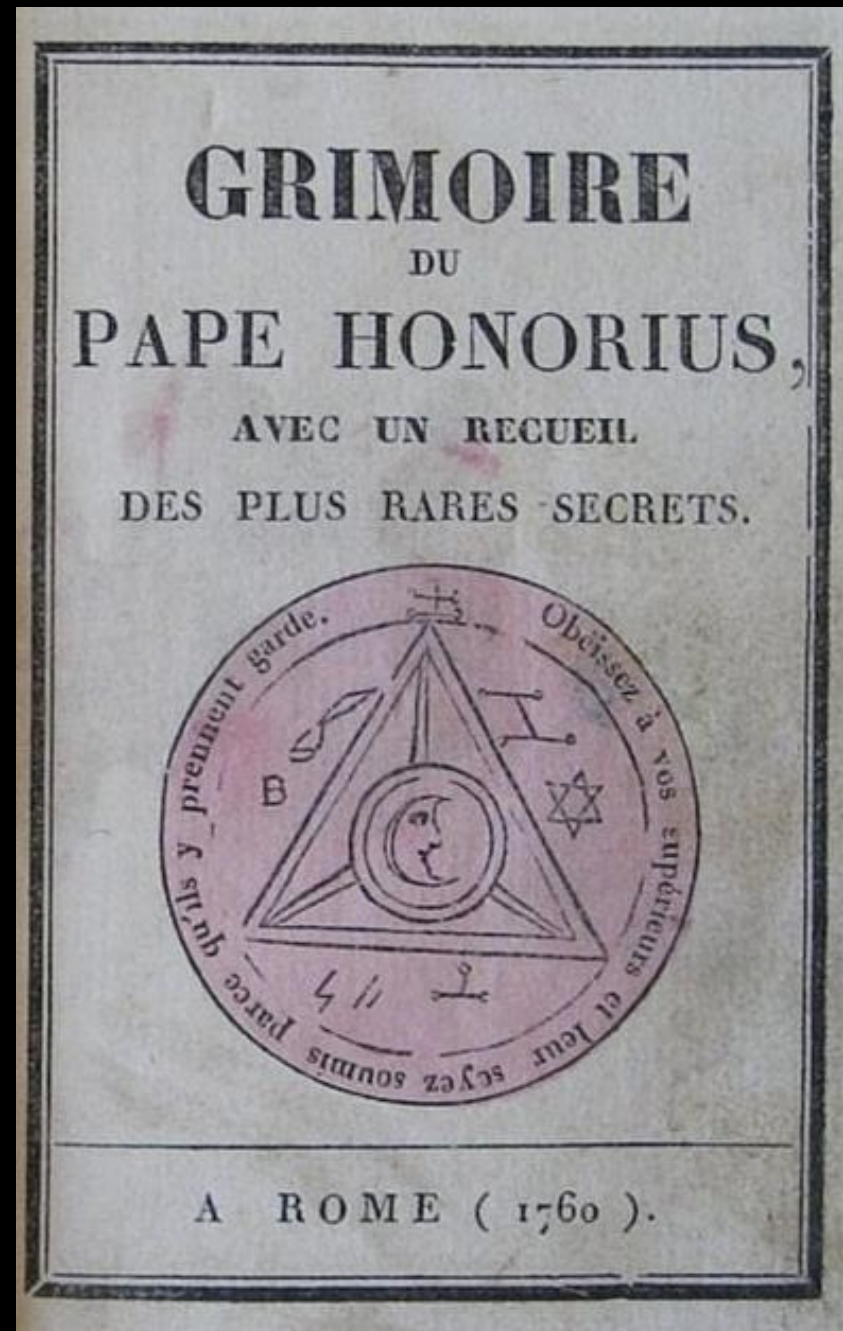 GRIMOIRE
DU
PAPE HONORIUS,
AVEC UN RECUEIL
DES PLUS RARES SECRETS.
Obéissez à vos supérieurs et leur soyez soumis parce qu'ils y prennent garde.
B
A ROME ( 1760 ).